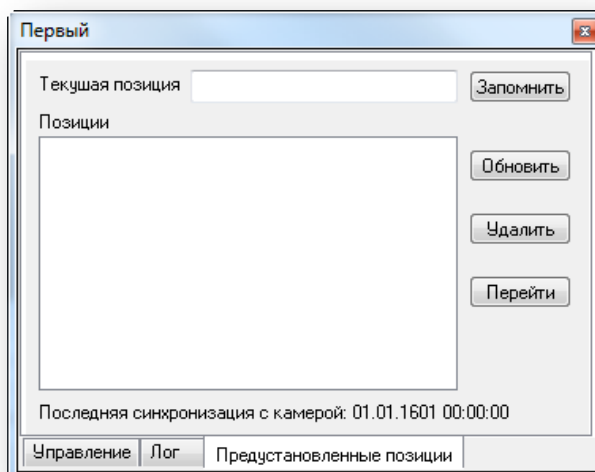 Первый
Текушая позиция
Запомнить
Позиции
Обновить
Удалить
Перейти
Последняя синхронизация с камерой: 01.01.1601 00:00:00
Управление Лог Предустановленные позиции